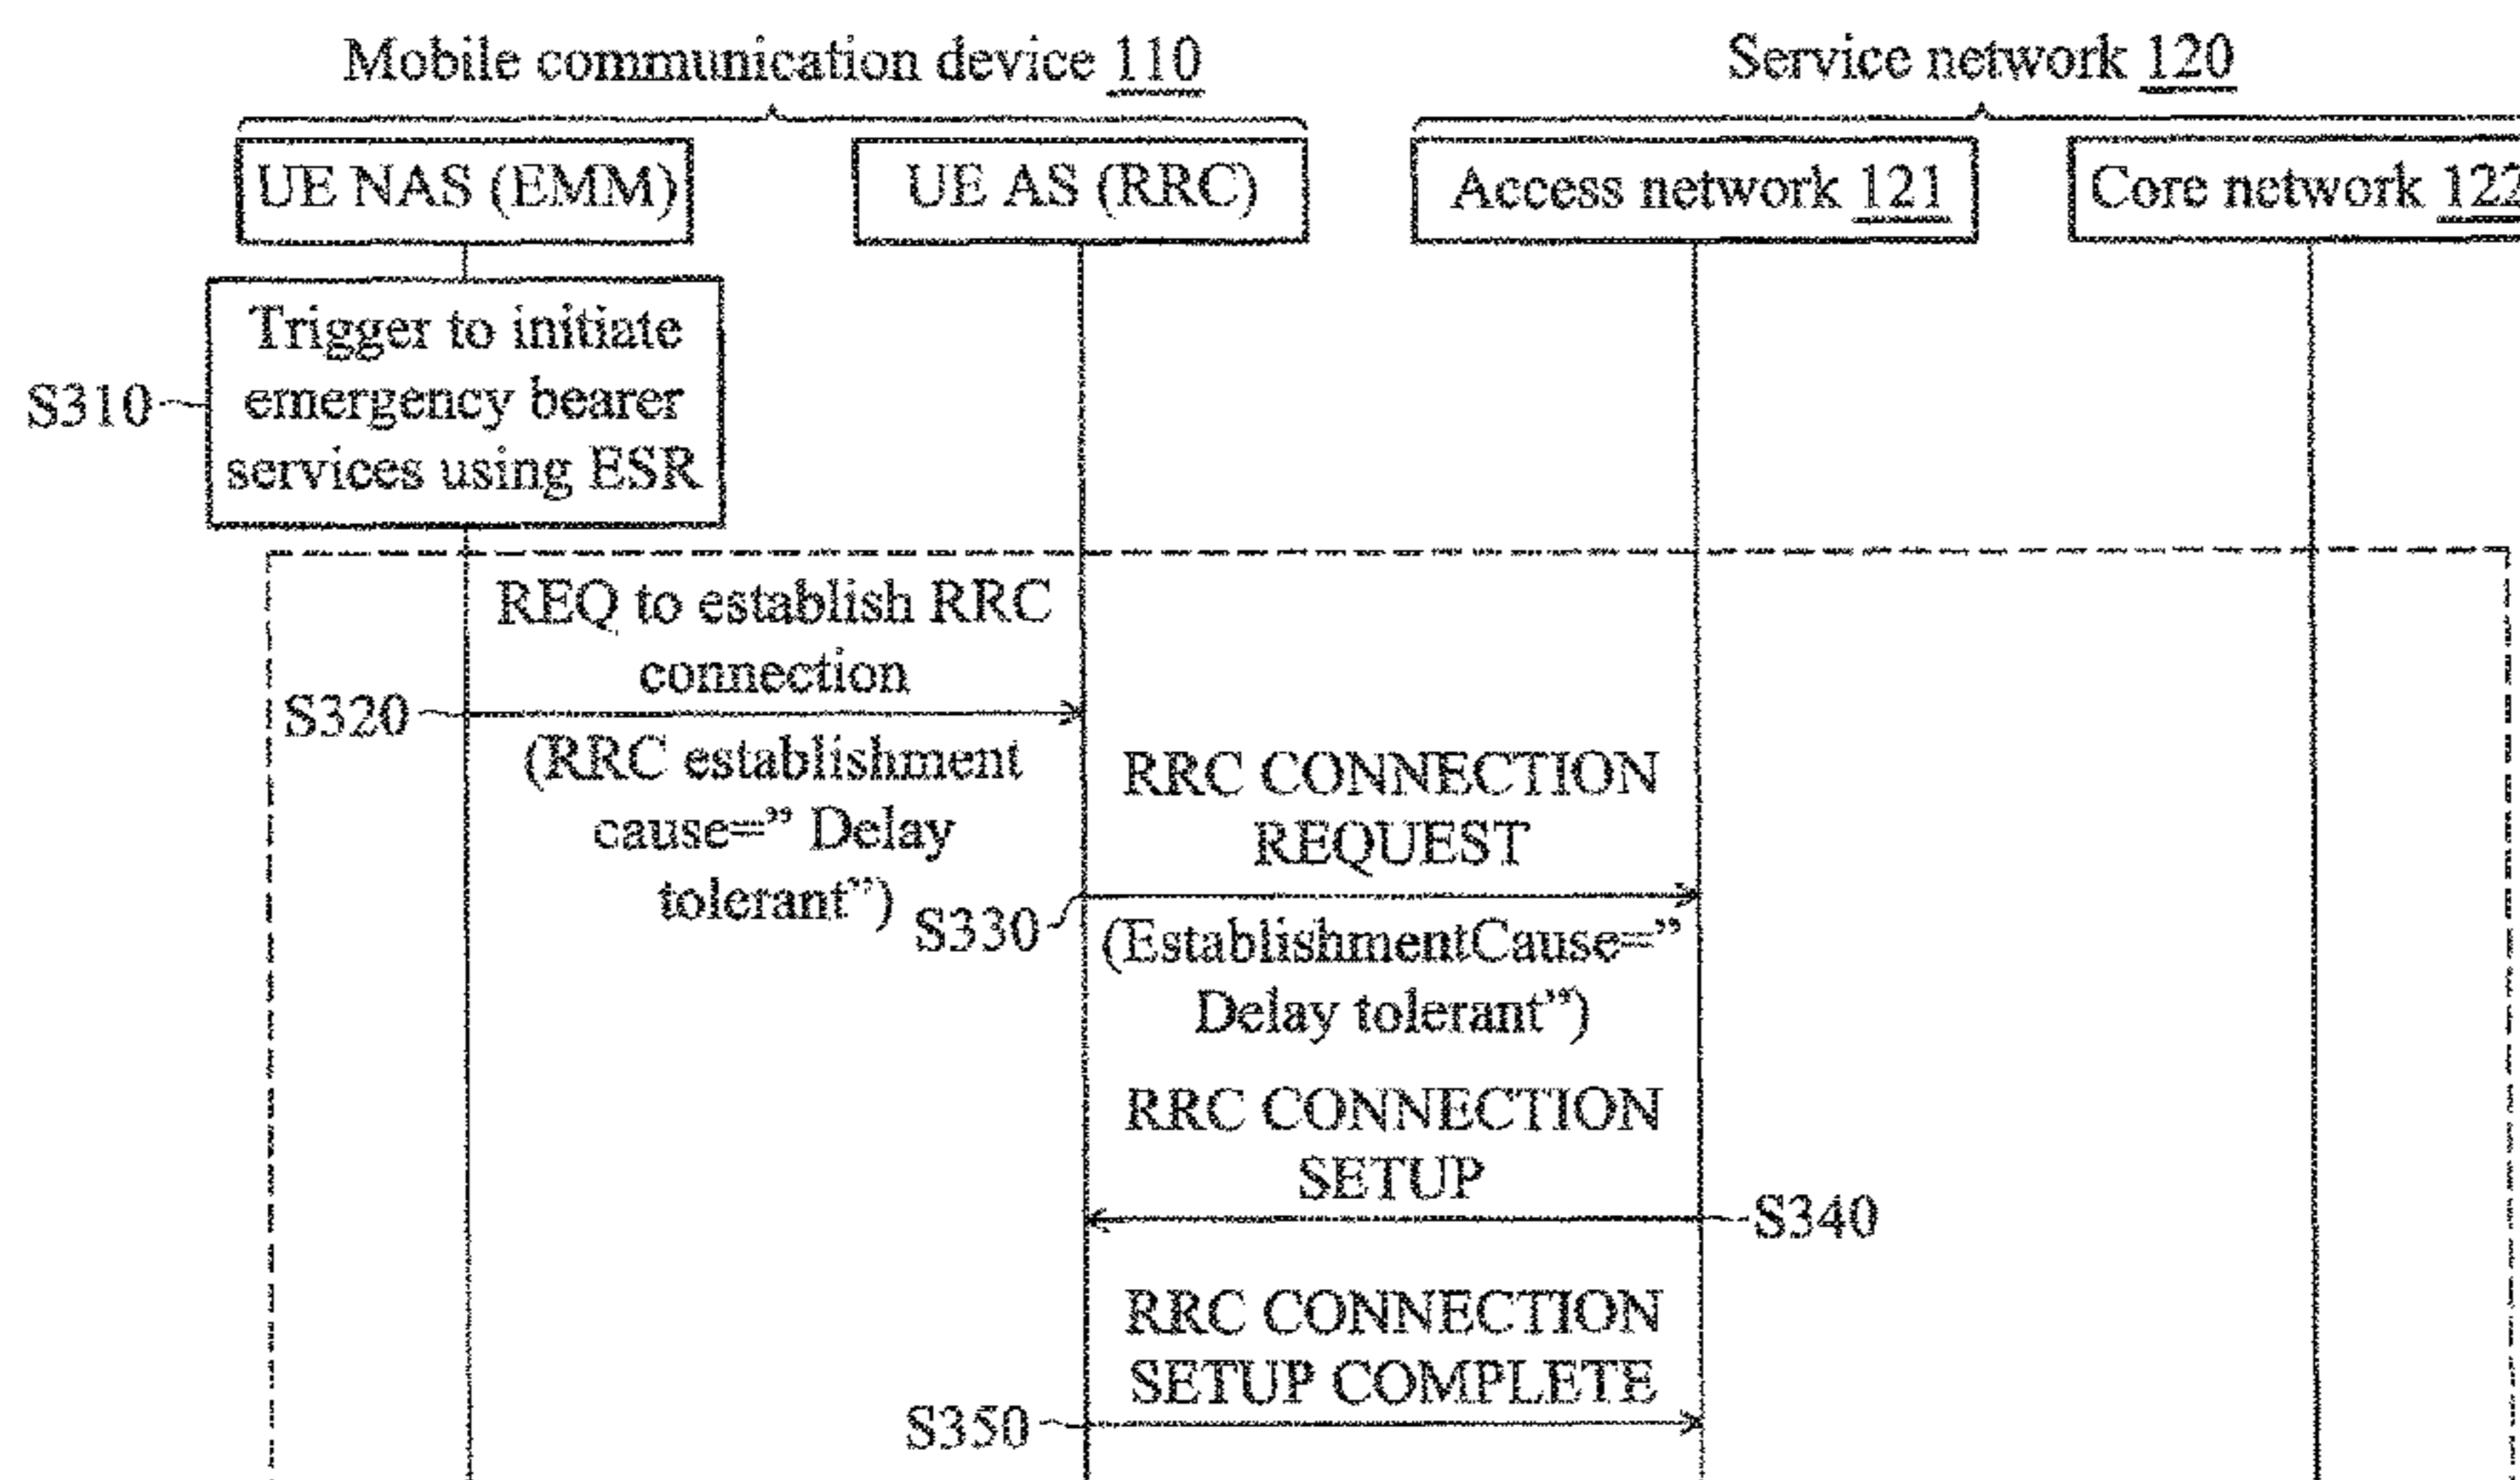 Mobile communication device 110
Service network 120
UE NAS (EMM)
UE AS (RRC)
Access network 121
Core network 122
Trigger to initiate
emergency bearer
services using ESR
S310
REQ to establish RRC
connection
S320
(RRC establishment
cause=” Delay
tolerant”)
RRC CONNECTION
REQUEST
S330
(EstablishmentCause=”
Delay tolerant”)
RRC CONNECTION
SETUP
S340
RRC CONNECTION
SETUP COMPLETE
S350